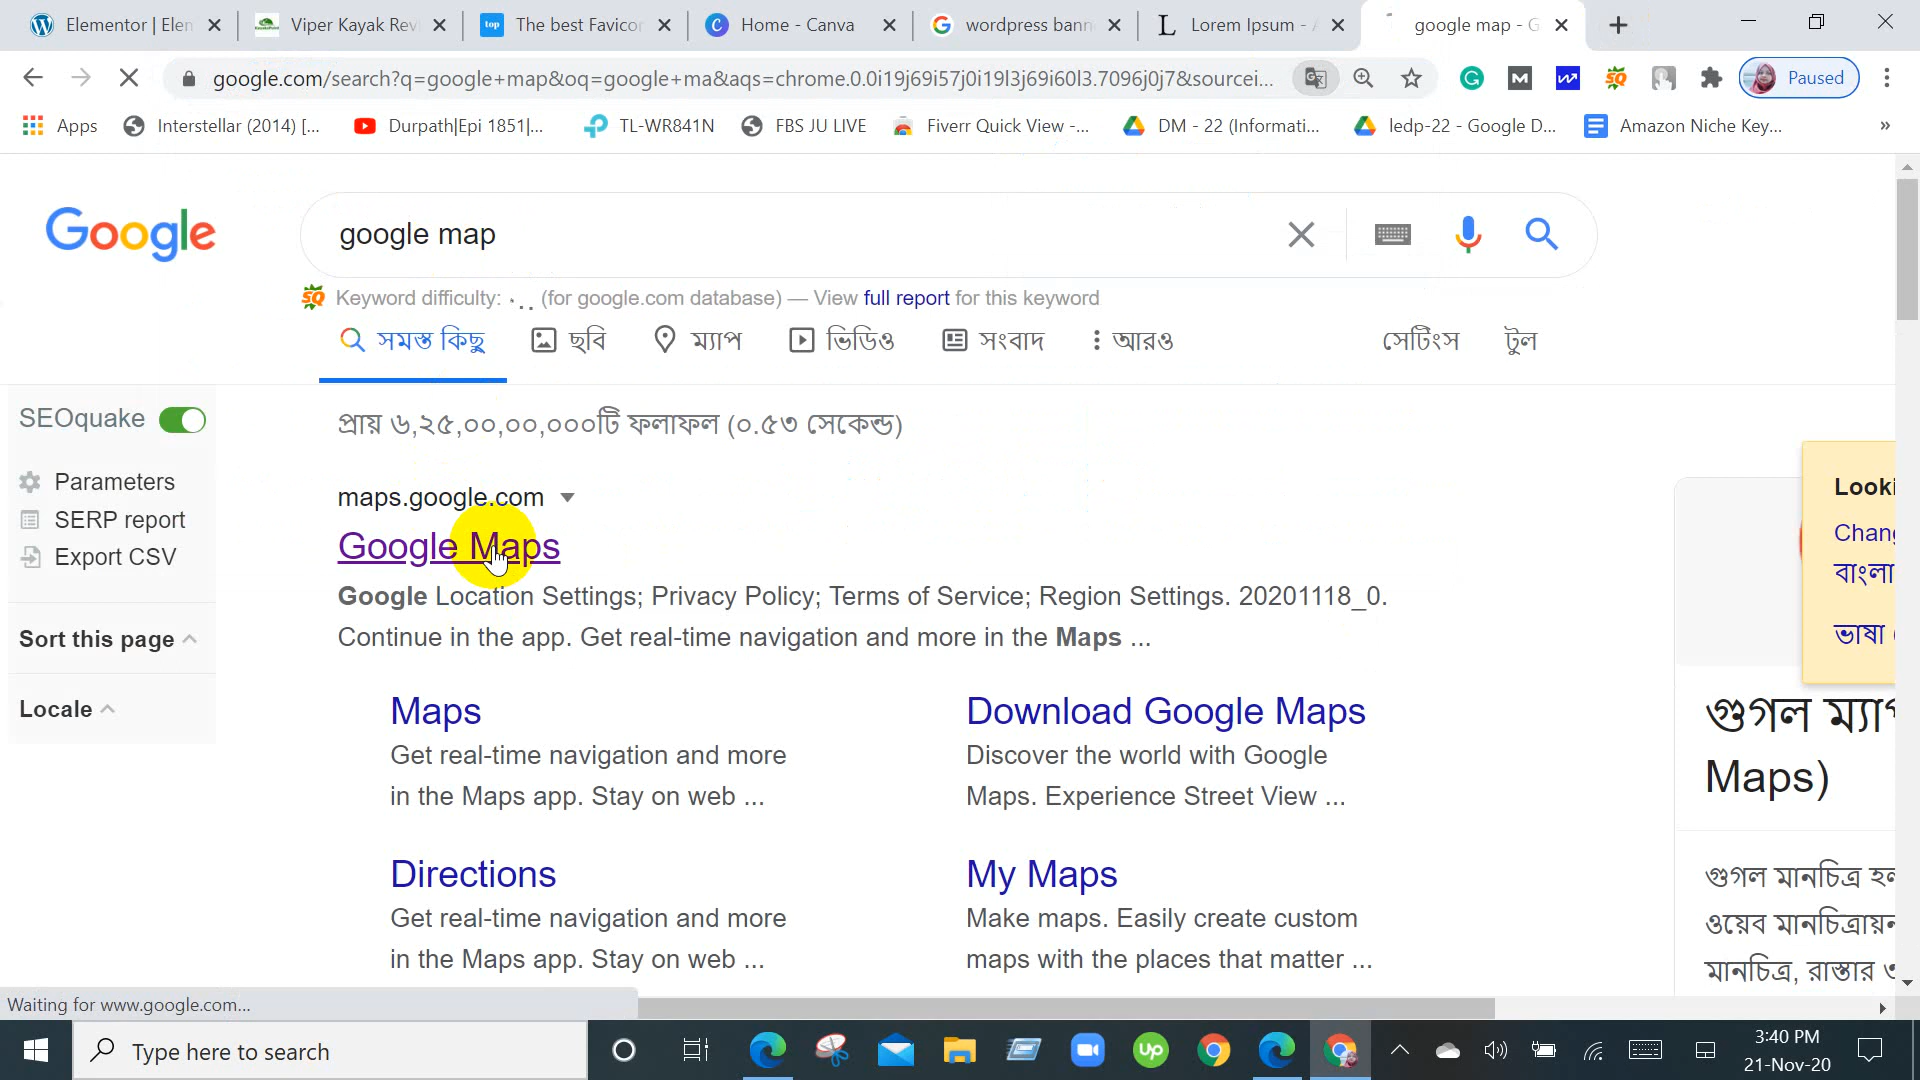 Elementor | Elen
Viper Kayak Rev
The best Favicor
Home - Canva
wordpress bann
Lorem Ipsum - A
google map - G
google.com/search?q=google+map&oq=google+ma&aqs=chrome.0.0i19j69i57j0i19l3j69i60l3.7096j0j7&sourcei...
Paused
Apps
Interstellar (2014) [...
Durpath|Epi 1851|...
TL-WR841N
FBS JU LIVE
Fiverr Quick View -...
DM - 22 (Informati...
ledp-22 - Google D...
Amazon Niche Key...
»
Google
google map
Keyword difficulty: (for google.com database) — View full report for this keyword
সমস্ত কিছু
ছবি
ম্যাপ
ভিডিও
সংবাদ
আরও
সেটিংস
টুল
SEOquake
Parameters
SERP report
Export CSV
Sort this page
Locale
প্রায় ৬,২৫,০০,০০,০০০টি ফলাফল (০.৫৩ সেকেন্ড)
maps.google.com
Google Maps
Google Location Settings; Privacy Policy; Terms of Service; Region Settings. 20201118_0.
Continue in the app. Get real-time navigation and more in the Maps ...
Maps
Get real-time navigation and more
in the Maps app. Stay on web ...
Download Google Maps
Discover the world with Google
Maps. Experience Street View ...
Directions
Get real-time navigation and more
in the Maps app. Stay on web ...
My Maps
Make maps. Easily create custom
maps with the places that matter ...
Looki
Chang
বাংলা
ভাষা
গুগল ম্যাপ
Maps)
গুগল মানচিত্র হল
ওয়েব মানচিত্রায়ন
মানচিত্র, রাস্তার
Waiting for www.google.com...
Type here to search
3:40 PM
21-Nov-20